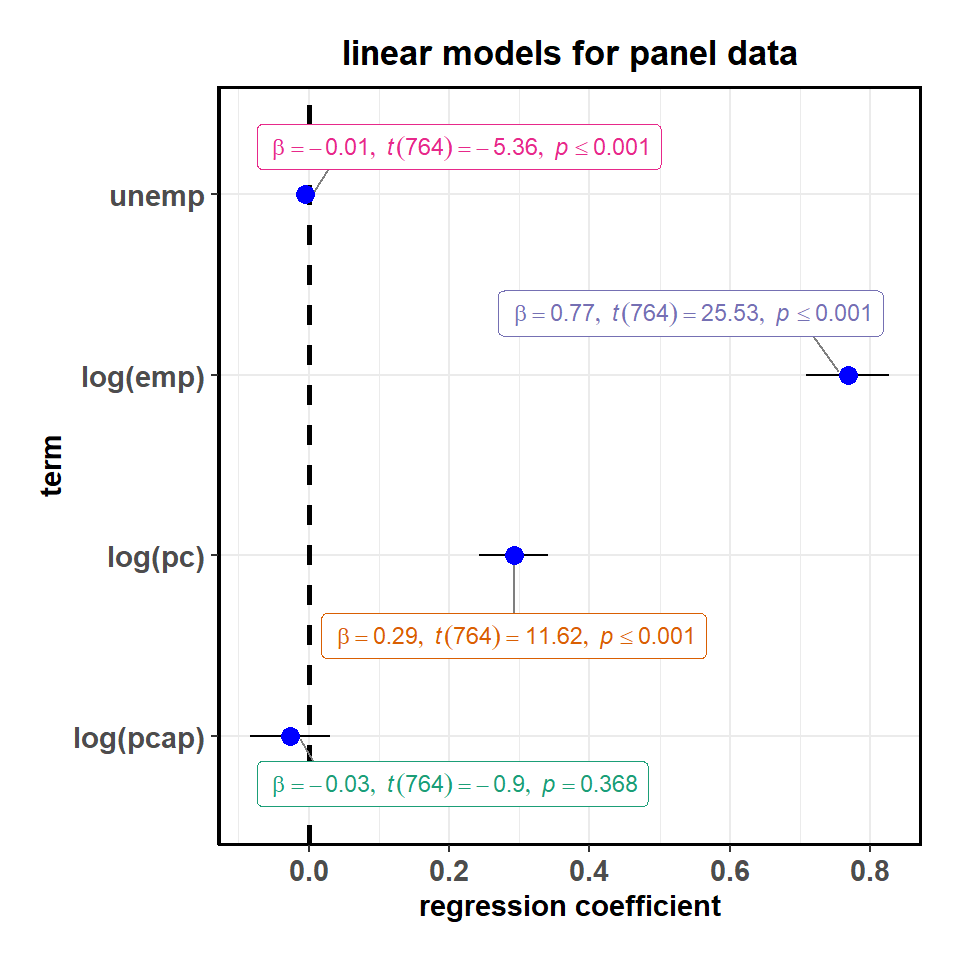 linear models for panel data
β = −0.01, t(764) = −5.36, p ≤ 0.001
unemp
β = 0.77, t(764) = 25.53, p ≤ 0.001
log(emp)
term
log(pc)
β = 0.29, t(764) = 11.62, p ≤ 0.001
log(pcap)
β = −0.03, t(764) = −0.9, p = 0.368
0.0 0.2 0.4 0.6 0.8
regression coefficient